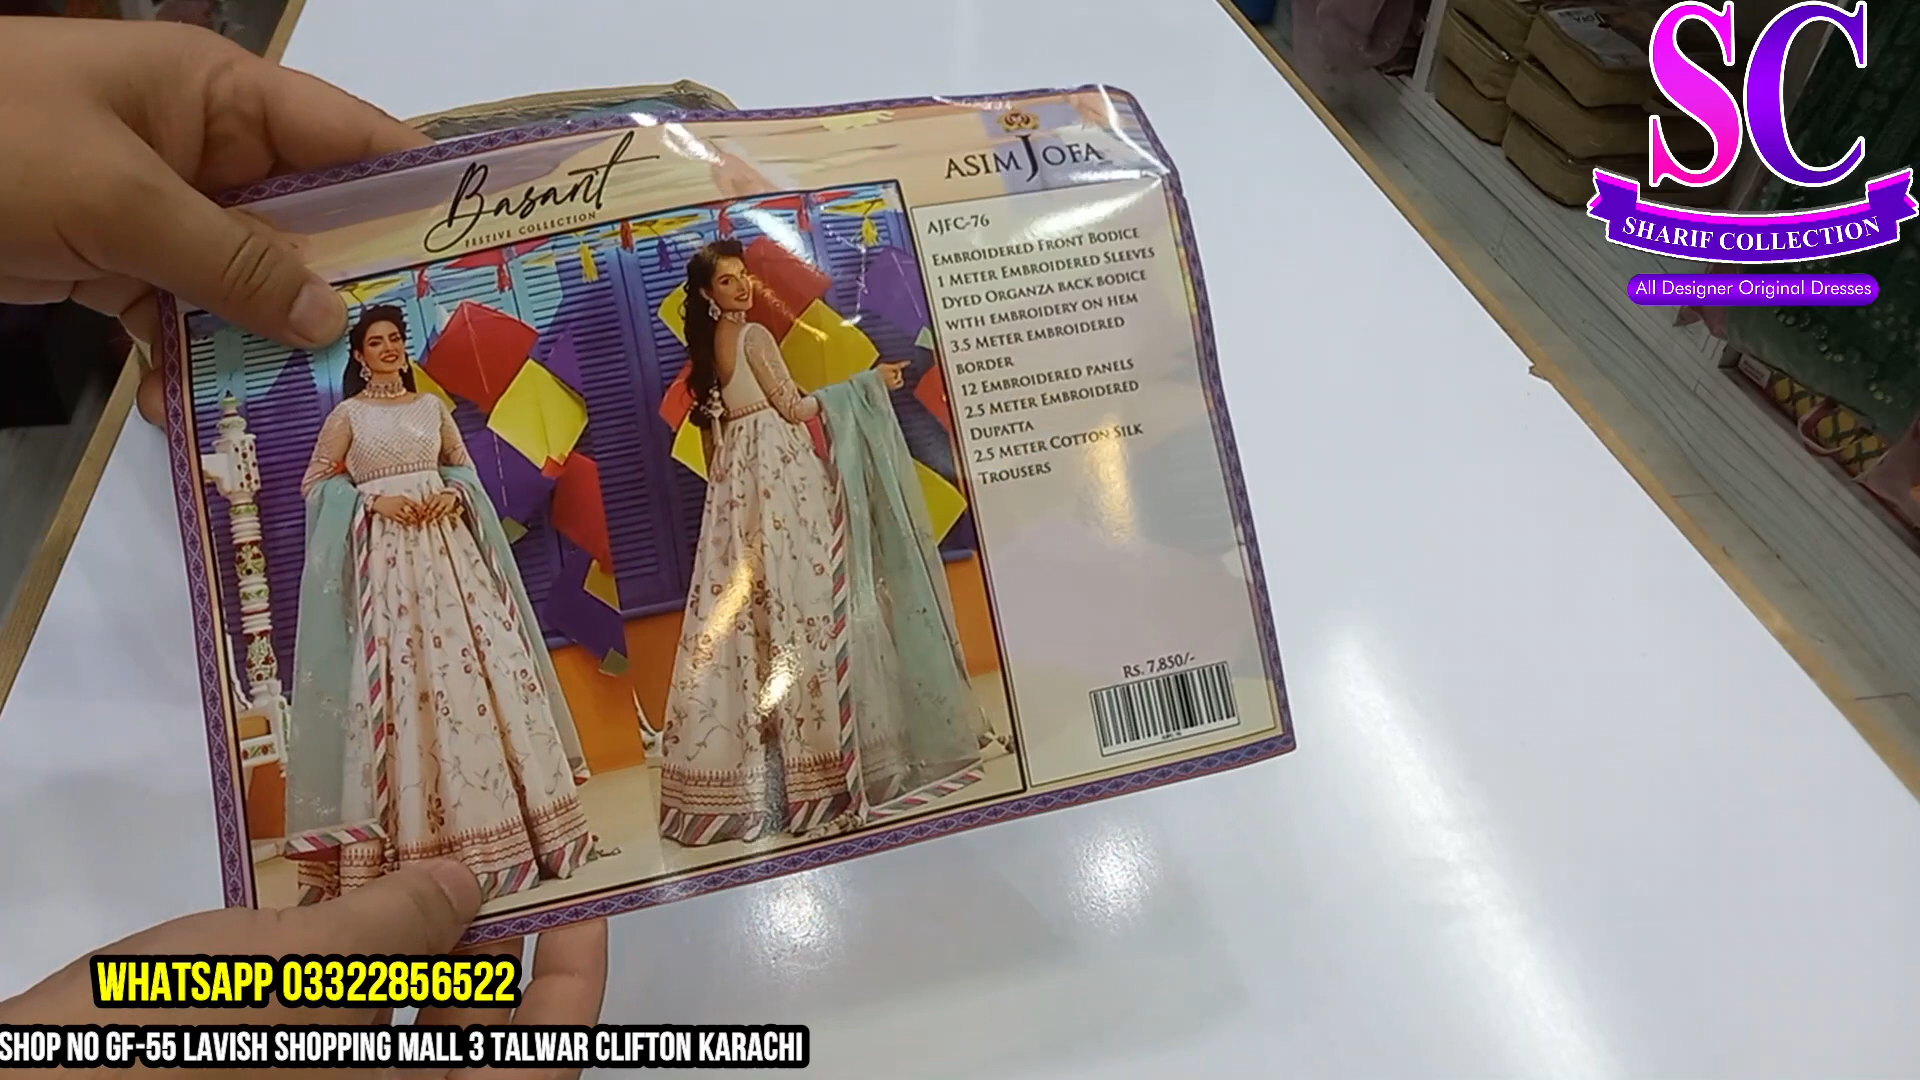 Basant
FESTIVE COLLECTION
ASIM JOFA
AJFC-76
EMBROIDERED FRONT BODICE
1 METER EMBROIDERED SLEEVES
DYED ORGANZA BACK BODICE
WITH EMBROIDERY ON HEM
3.5 METER EMBROIDERED
BORDER
12 EMBROIDERED PANELS
2.5 METER EMBROIDERED
DUPATTA
2.5 METER COTTON SILK
TROUSERS
RS. 7,850/-
SC
SHARIF COLLECTION
All Designer Original Dresses
WHATSAPP 03322856522
SHOP NO GF-55 LAVISH SHOPPING MALL 3 TALWAR CLIFTON KARACHI